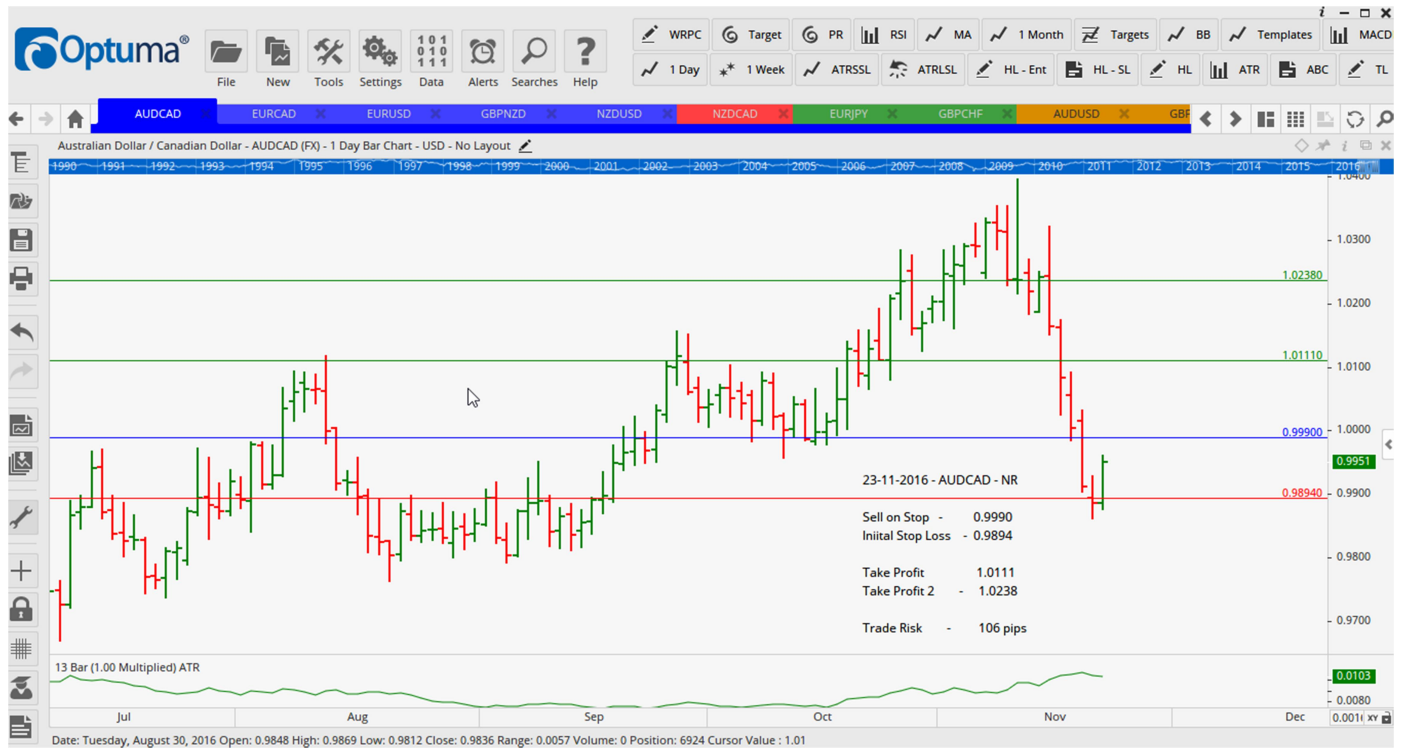 i
Optuma®
File New Tools Settings Data Alerts Searches Help
101
010
111
WRPC Target PR RSI MA 1 Month Targets BB Templates MACD
1 Day 1 Week ATRSSL ATRLSL HL - Ent HL - SL HL ATR ABC TL
AUDCAD EURCAD EURUSD GBPNZD NZDUSD NZDCAD EURJPY GBPCHF AUDUSD GBP
Australian Dollar / Canadian Dollar - AUDCAD (FX) - 1 Day Bar Chart - USD - No Layout
1990 1991 1992 1993 1994 1995 1996 1997 1998 1999 2000 2001 2002 2003 2004 2005 2006 2007 2008 2009 2010 2011 2012 2013 2014 2015 2016
1.0400
1.0300
1.02380
1.0200
1.01110
1.0100
1.0000
0.99900
0.9951
0.98940
0.9900
23-11-2016 - AUDCAD - NR
Sell on Stop - 0.9990
Iniital Stop Loss - 0.9894
0.9800
Take Profit 1.0111
Take Profit 2 - 1.0238
0.9700
Trade Risk - 106 pips
13 Bar (1.00 Multiplied) ATR
0.0103
0.0080
Jul Aug Sep Oct Nov Dec
XY
Date: Tuesday, August 30, 2016 Open: 0.9848 High: 0.9869 Low: 0.9812 Close: 0.9836 Range: 0.0057 Volume: 0 Position: 6924 Cursor Value : 1.01